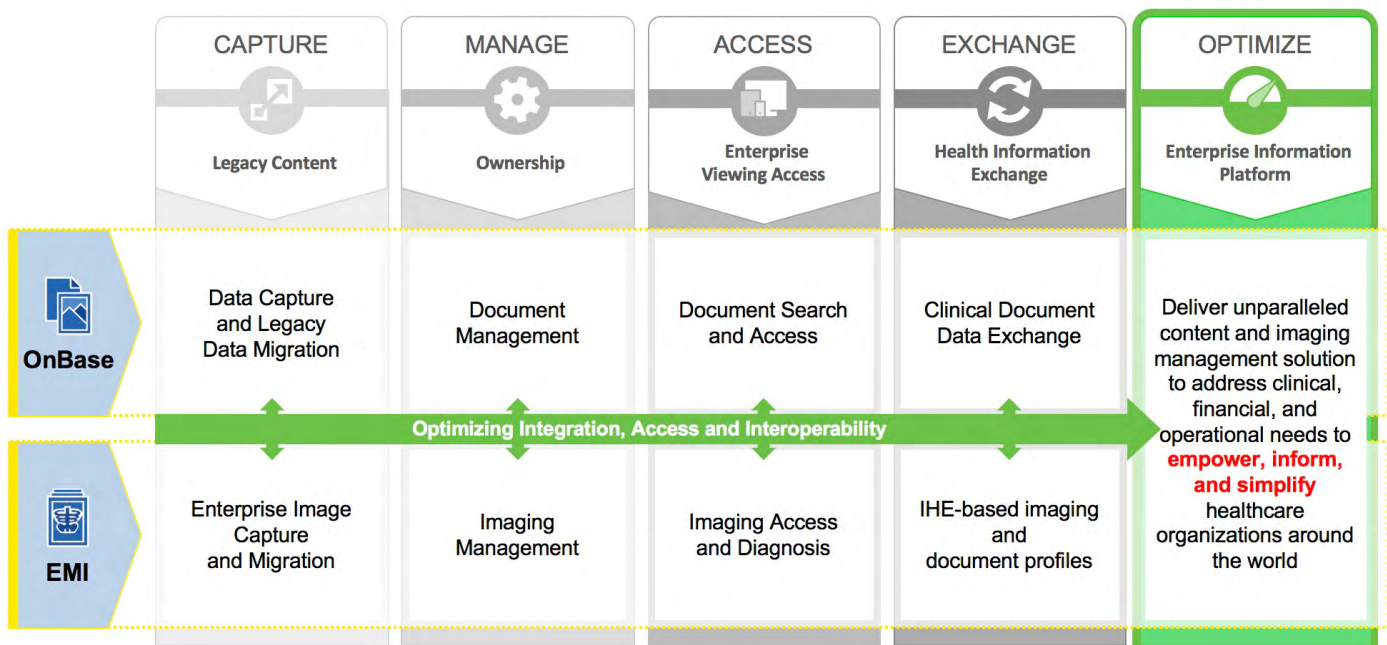 CAPTURE
Legacy Content
MANAGE
Ownership
ACCESS
Enterprise
Viewing Access
EXCHANGE
Health Information
Exchange
OPTIMIZE
Enterprise Information
Platform
OnBase
Data Capture
and Legacy
Data Migration
Document
Management
Document Search
and Access
Clinical Document
Data Exchange
Deliver unparalleled
content and imaging
management solution
to address clinical,
financial, and
operational needs to
empower, inform,
and simplify
healthcare
organizations around
the world
Optimizing Integration, Access and Interoperability
EMI
Enterprise Image
Capture
and Migration
Imaging
Management
Imaging Access
and Diagnosis
IHE-based imaging
and
document profiles